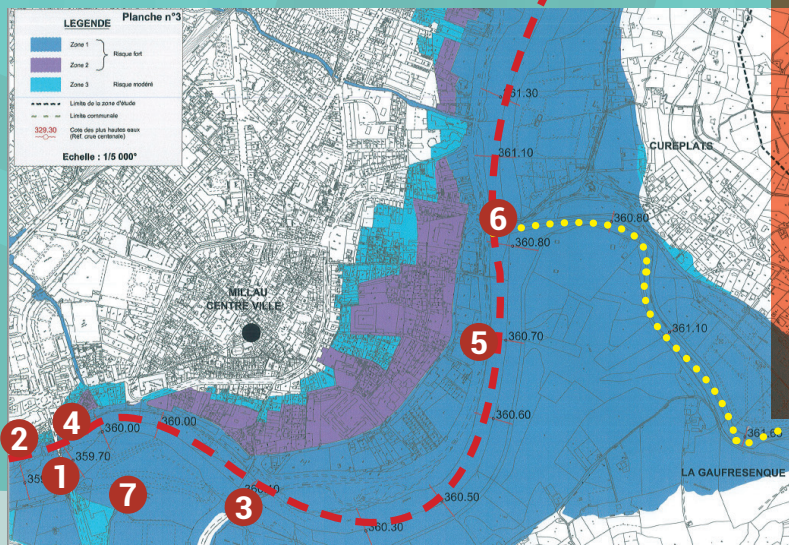 Planche n°3
LEGENDE
Zone 1
Zone 2
Risque fort
Zone 3
Risque modéré
Limite de la zone d'étude
Limite communale
329.30
Cote des plus hautes eaux
(Réf. crue centenale)
Echelle : 1/5 000°
361.30
361.10
CUREPLATS
6
360.80
360.80
MILLAU
CENTRE VILLE
5
360.70
361.10
360.60
2
4
360.00
360.00
359.70
1
7
3
360.50
360.30
LA GAUFRESENQUE